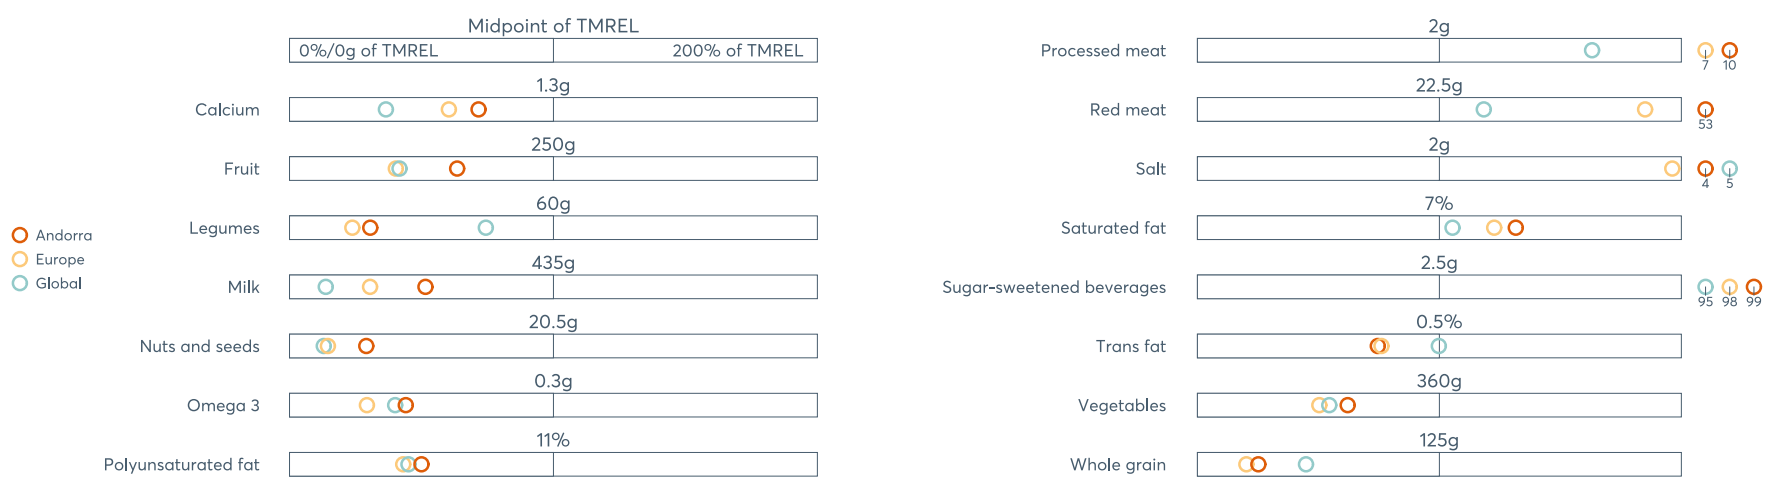 Midpoint of TMREL
0%/0g of TMREL
200% of TMREL
1.3g
Calcium
250g
Fruit
60g
Legumes
435g
Milk
20.5g
Nuts and seeds
0.3g
Omega 3
11%
Polyunsaturated fat
Andorra
Europe
Global
2g
Processed meat
7 10
22.5g
Red meat
53
2g
Salt
4 5
7%
Saturated fat
2.5g
Sugar-sweetened beverages
95 98 99
0.5%
Trans fat
360g
Vegetables
125g
Whole grain